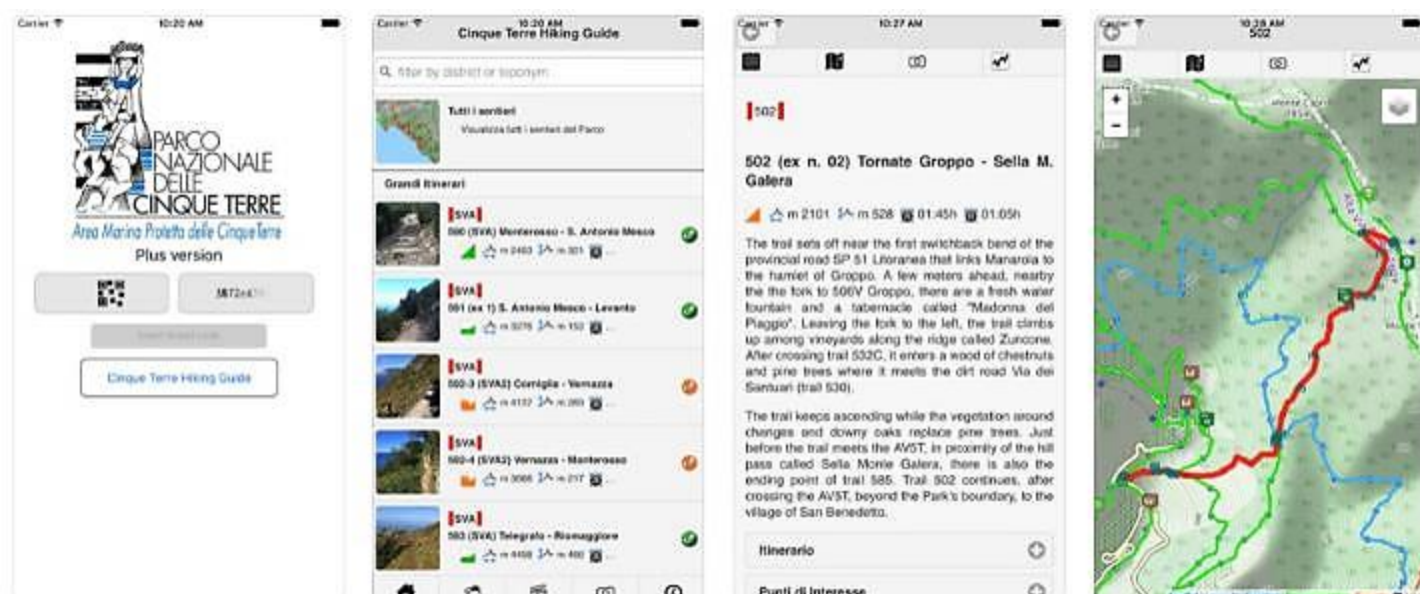 Carrier
10:20 AM
PARCO
NAZIONALE
DELLE
CINQUE TERRE
Area Marina Protetta delle Cinque Terre
Plus version
Cinque Terre Hiking Guide
Carrier
10:20 AM
Cinque Terre Hiking Guide
filter by district or toponym
Tutti i sentieri
Visualizza tutti i sentieri del Parco
Grandi Itinerari
SVA
590 (SVA) Monterosso - S. Antonio Mesco
SVA
591 (ex 1) S. Antonio Mesco - Levanto
SVA
592-3 (SVA2) Corniglia - Vernazza
SVA
592-4 (SVA2) Vernazza - Monterosso
m 217
SVA
593 (SVA) Telegrafo - Riomaggiore
Carrier
10:27 AM
502
502 (ex n. 02) Tornate Groppo - Sella M.
Galera
m 2101 m 528 01:45h 01:05h
The trail sets off near the first switchback bend of the
provincial road SP 51 Litoranea that links Manarola to
the hamlet of Groppo. A few meters ahead, nearby
the the fork to 506V Groppo, there are a fresh water
fountain and a tabernacle called "Madonna del
Piaggio". Leaving the fork to the left, the trail climbs
up among vineyards along the ridge called Zuncone.
After crossing trail 532C, it enters a wood of chestnuts
and pine trees where it meets the dirt road Via dei
Santuari (trail 530).
The trail keeps ascending while the vegetation around
changes and downy oaks replace pine trees. Just
before the trail meets the AV5T, in proximity of the hill
pass called Sella Monte Galera, there is also the
ending point of trail 585. Trail 502 continues, after
crossing the AV5T, beyond the Park's boundary, to the
village of San Benedetto.
Itinerario
Punti di Interesse
Carrier
10:28 AM
502
+
-